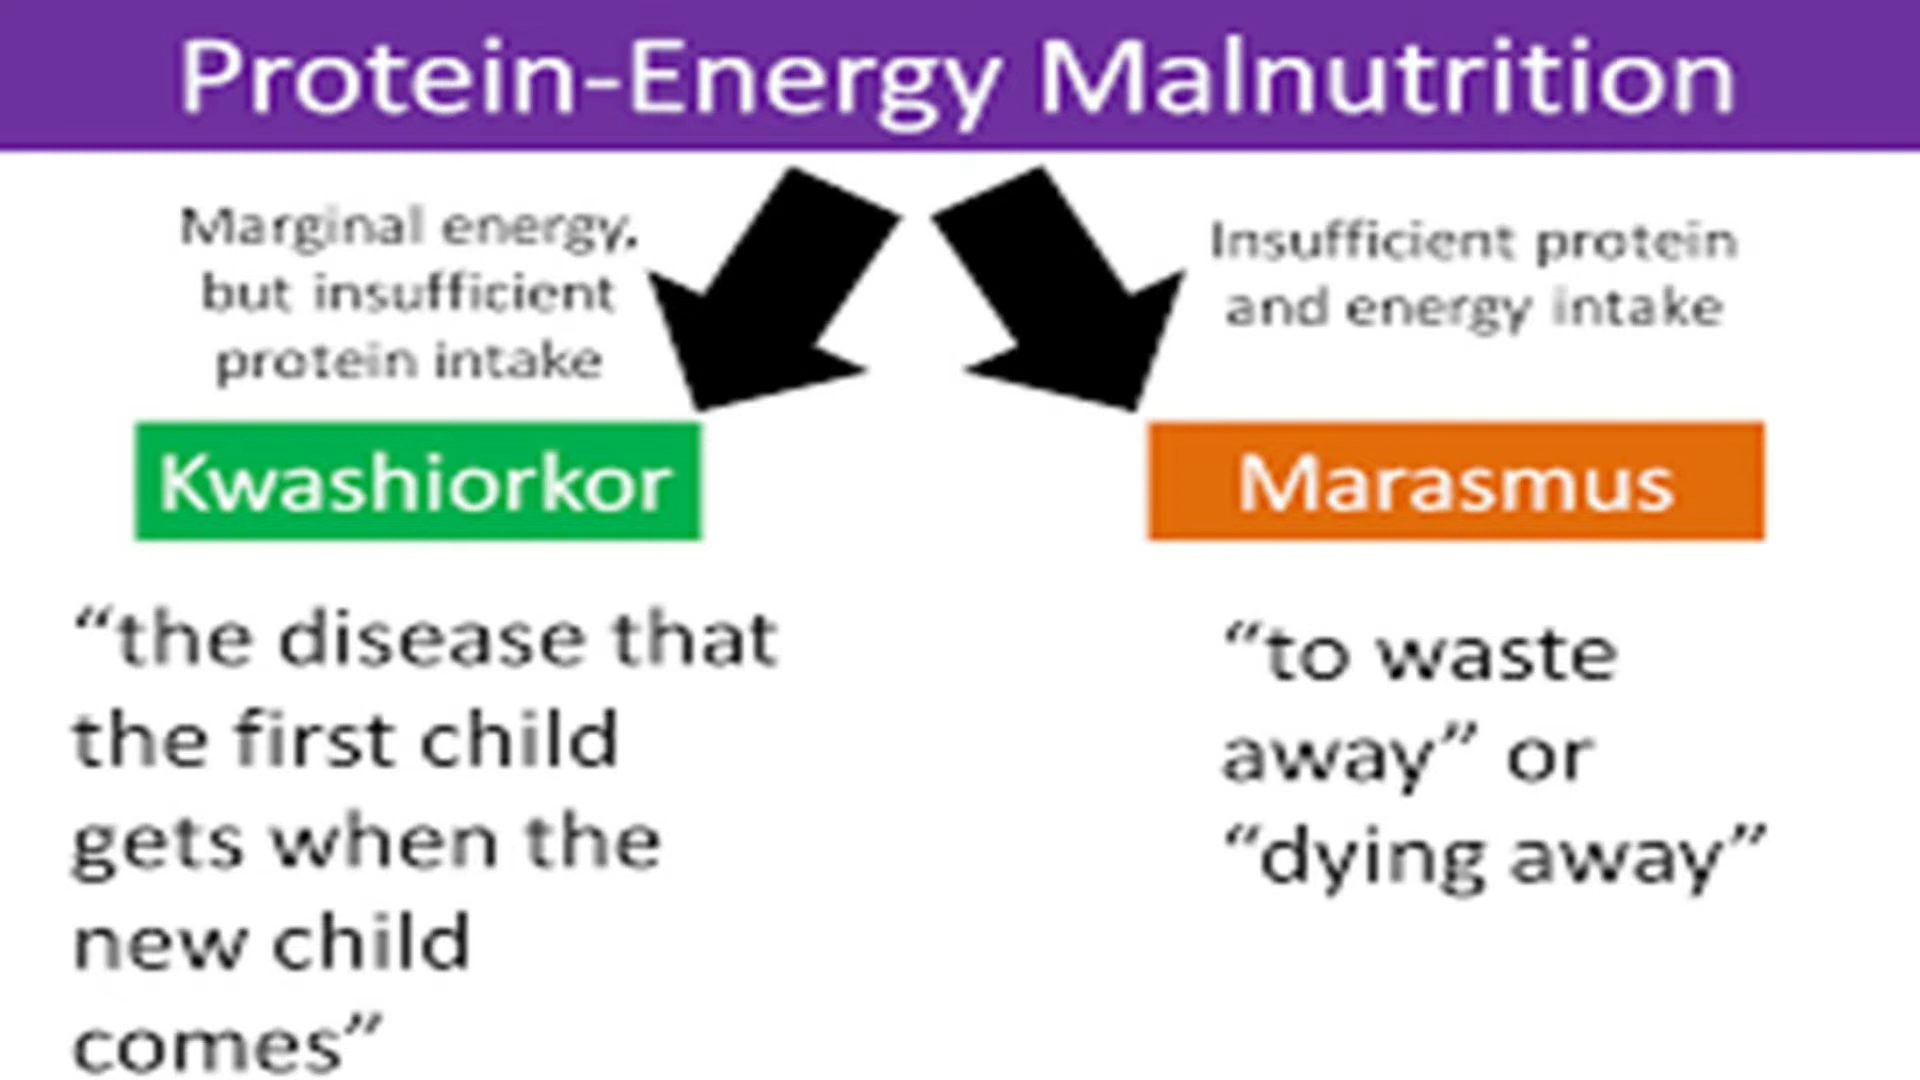 Protein-Energy Malnutrition
Marginal energy,
but insufficient
protein intake
Kwashiorkor
“the disease that
the first child
gets when the
new child
comes”
Insufficient protein
and energy intake
Marasmus
“to waste
away” or
“dying away”